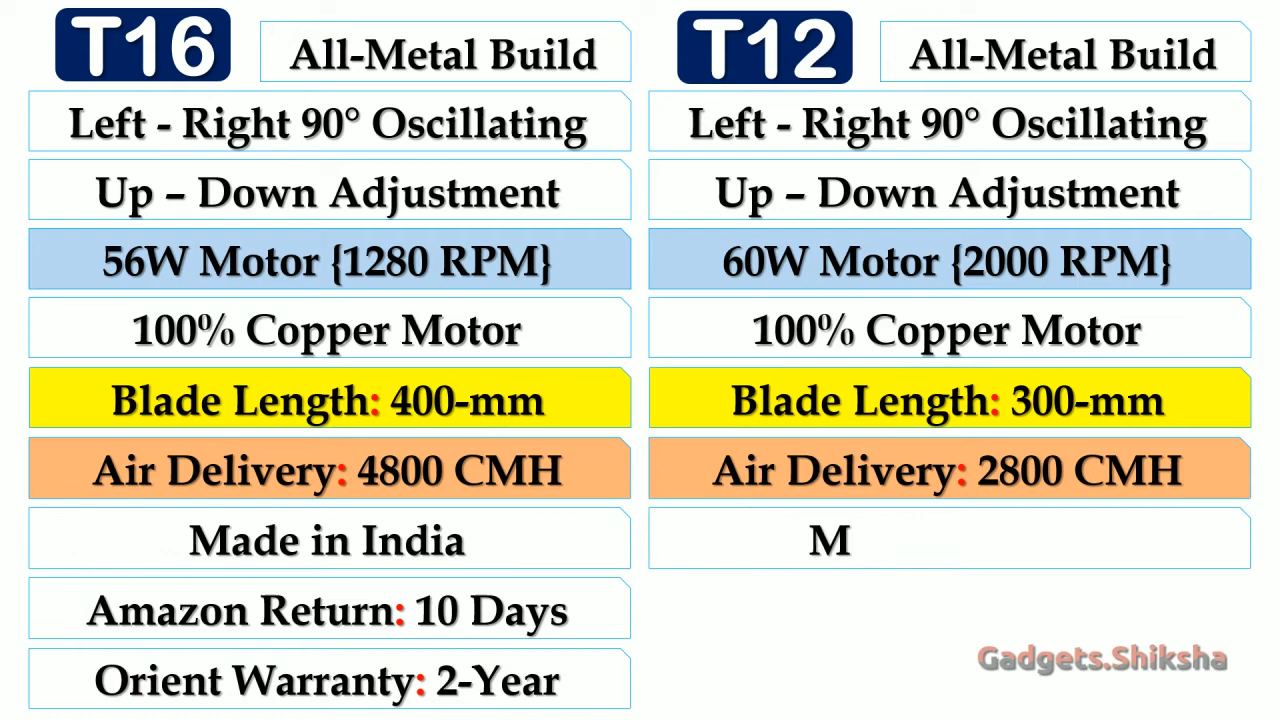 T16
All-Metal Build
Left - Right 90° Oscillating
Up – Down Adjustment
56W Motor {1280 RPM}
100% Copper Motor
Blade Length: 400-mm
Air Delivery: 4800 CMH
Made in India
Amazon Return: 10 Days
Orient Warranty: 2-Year
T12
All-Metal Build
Left - Right 90° Oscillating
Up – Down Adjustment
60W Motor {2000 RPM}
100% Copper Motor
Blade Length: 300-mm
Air Delivery: 2800 CMH
M
Gadgets.Shiksha